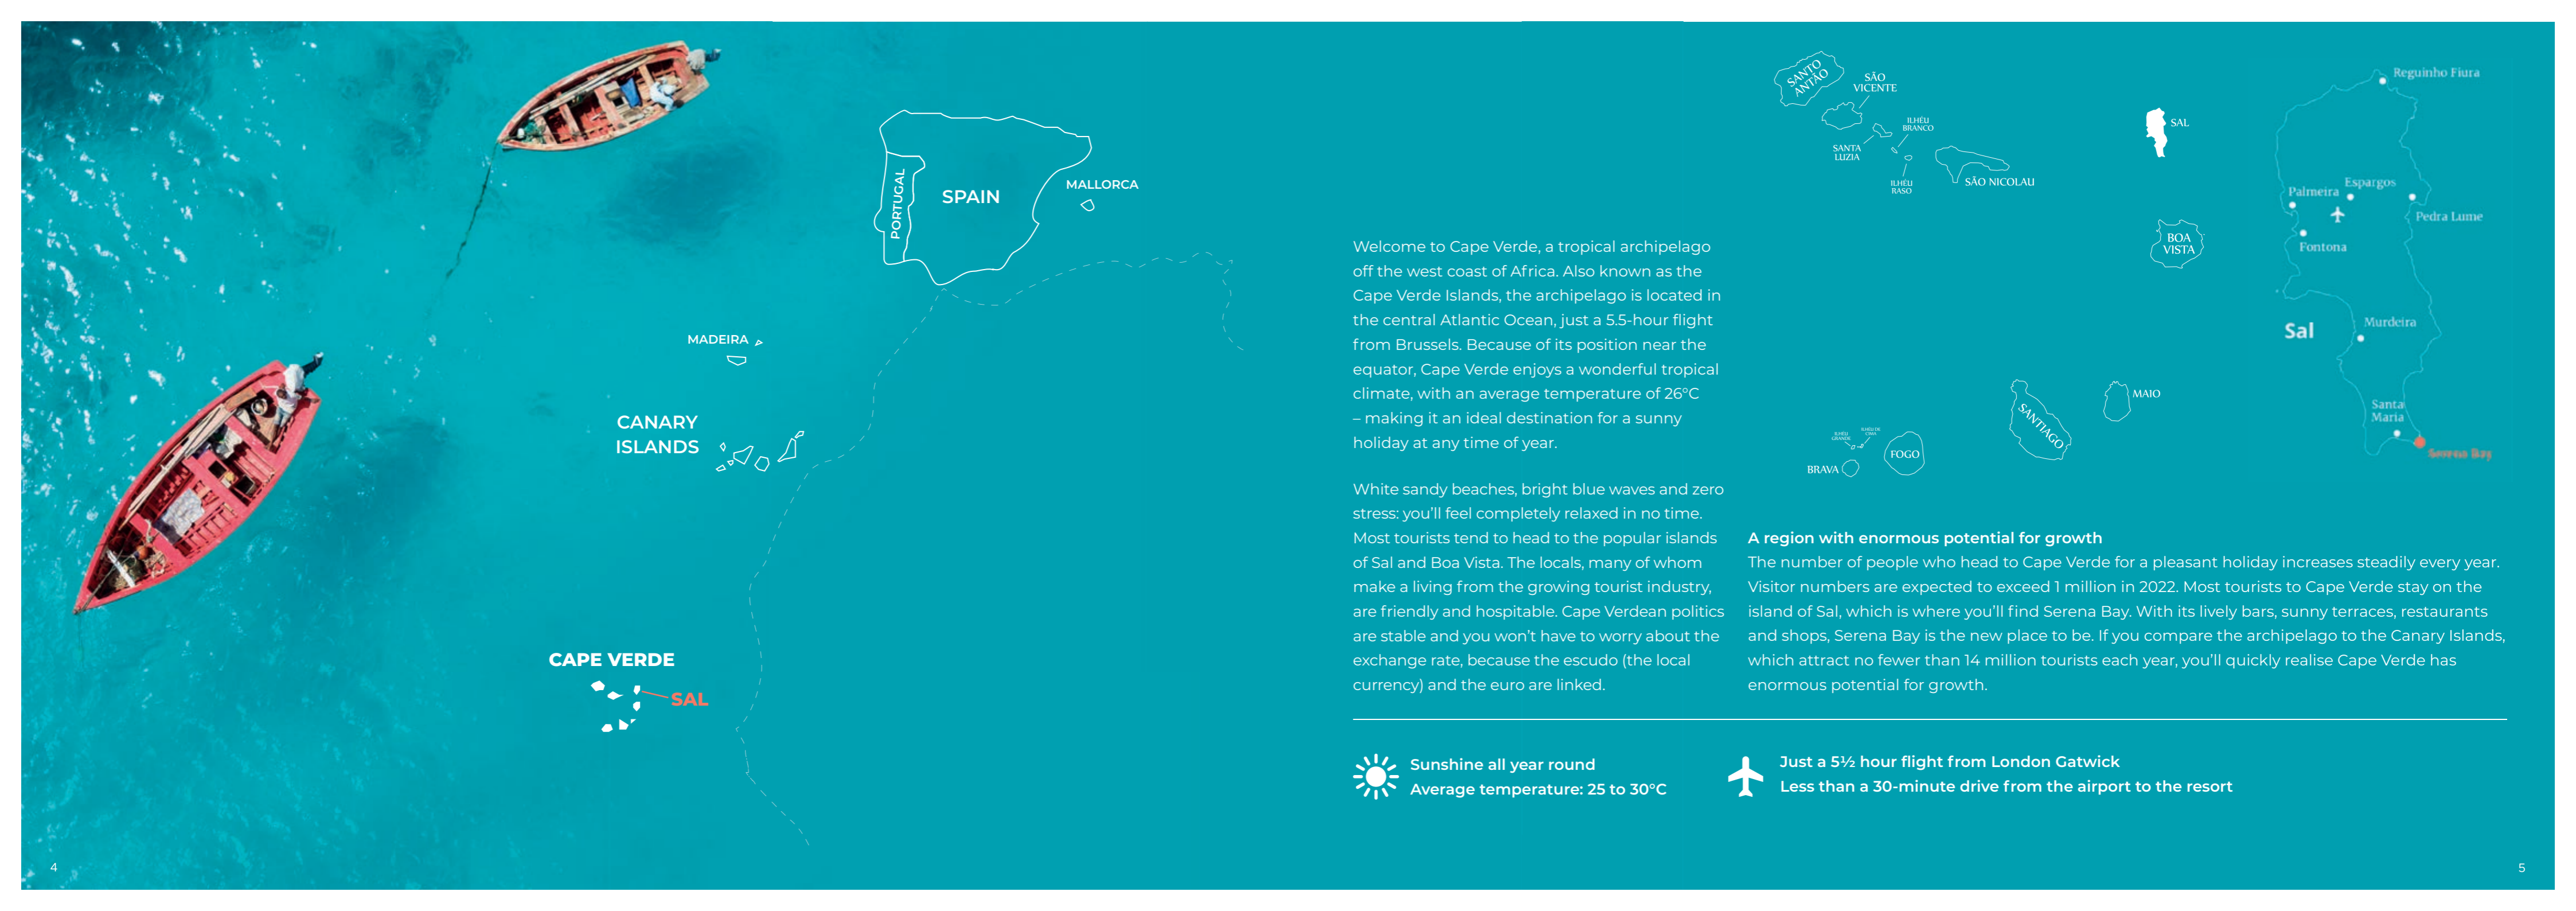 SPAIN
PORTUGAL
MALLORCA
MADEIRA
CANARY
ISLANDS
CAPE VERDE
SAL
4
Welcome to Cape Verde, a tropical archipelago
off the west coast of Africa. Also known as the
Cape Verde Islands, the archipelago is located in
the central Atlantic Ocean, just a 5.5-hour flight
from Brussels. Because of its position near the
equator, Cape Verde enjoys a wonderful tropical
climate, with an average temperature of 26°C
– making it an ideal destination for a sunny
holiday at any time of year.
White sandy beaches, bright blue waves and zero
stress: you’ll feel completely relaxed in no time.
Most tourists tend to head to the popular islands
of Sal and Boa Vista. The locals, many of whom
make a living from the growing tourist industry,
are friendly and hospitable. Cape Verdean politics
are stable and you won’t have to worry about the
exchange rate, because the escudo (the local
currency) and the euro are linked.
SANTO
ANTÃO
SÃO
VICENTE
ILHÉU
BRANCO
SANTA
LUZIA
ILHÉU
RASO
SÃO NICOLAU
SAL
BOA
VISTA
MAIO
SANTIAGO
ILHÉU
GRANDE
ILHÉU DE
CIMA
FOGO
BRAVA
Reguinho Fiura
Espargos
Palmeira
Pedra Lume
Fontona
Sal
Murdeira
Santa
Maria
Serena Bay
A region with enormous potential for growth
The number of people who head to Cape Verde for a pleasant holiday increases steadily every year.
Visitor numbers are expected to exceed 1 million in 2022. Most tourists to Cape Verde stay on the
island of Sal, which is where you’ll find Serena Bay. With its lively bars, sunny terraces, restaurants
and shops, Serena Bay is the new place to be. If you compare the archipelago to the Canary Islands,
which attract no fewer than 14 million tourists each year, you’ll quickly realise Cape Verde has
enormous potential for growth.
Sunshine all year round
Average temperature: 25 to 30°C
Just a 5½ hour flight from London Gatwick
Less than a 30-minute drive from the airport to the resort
5